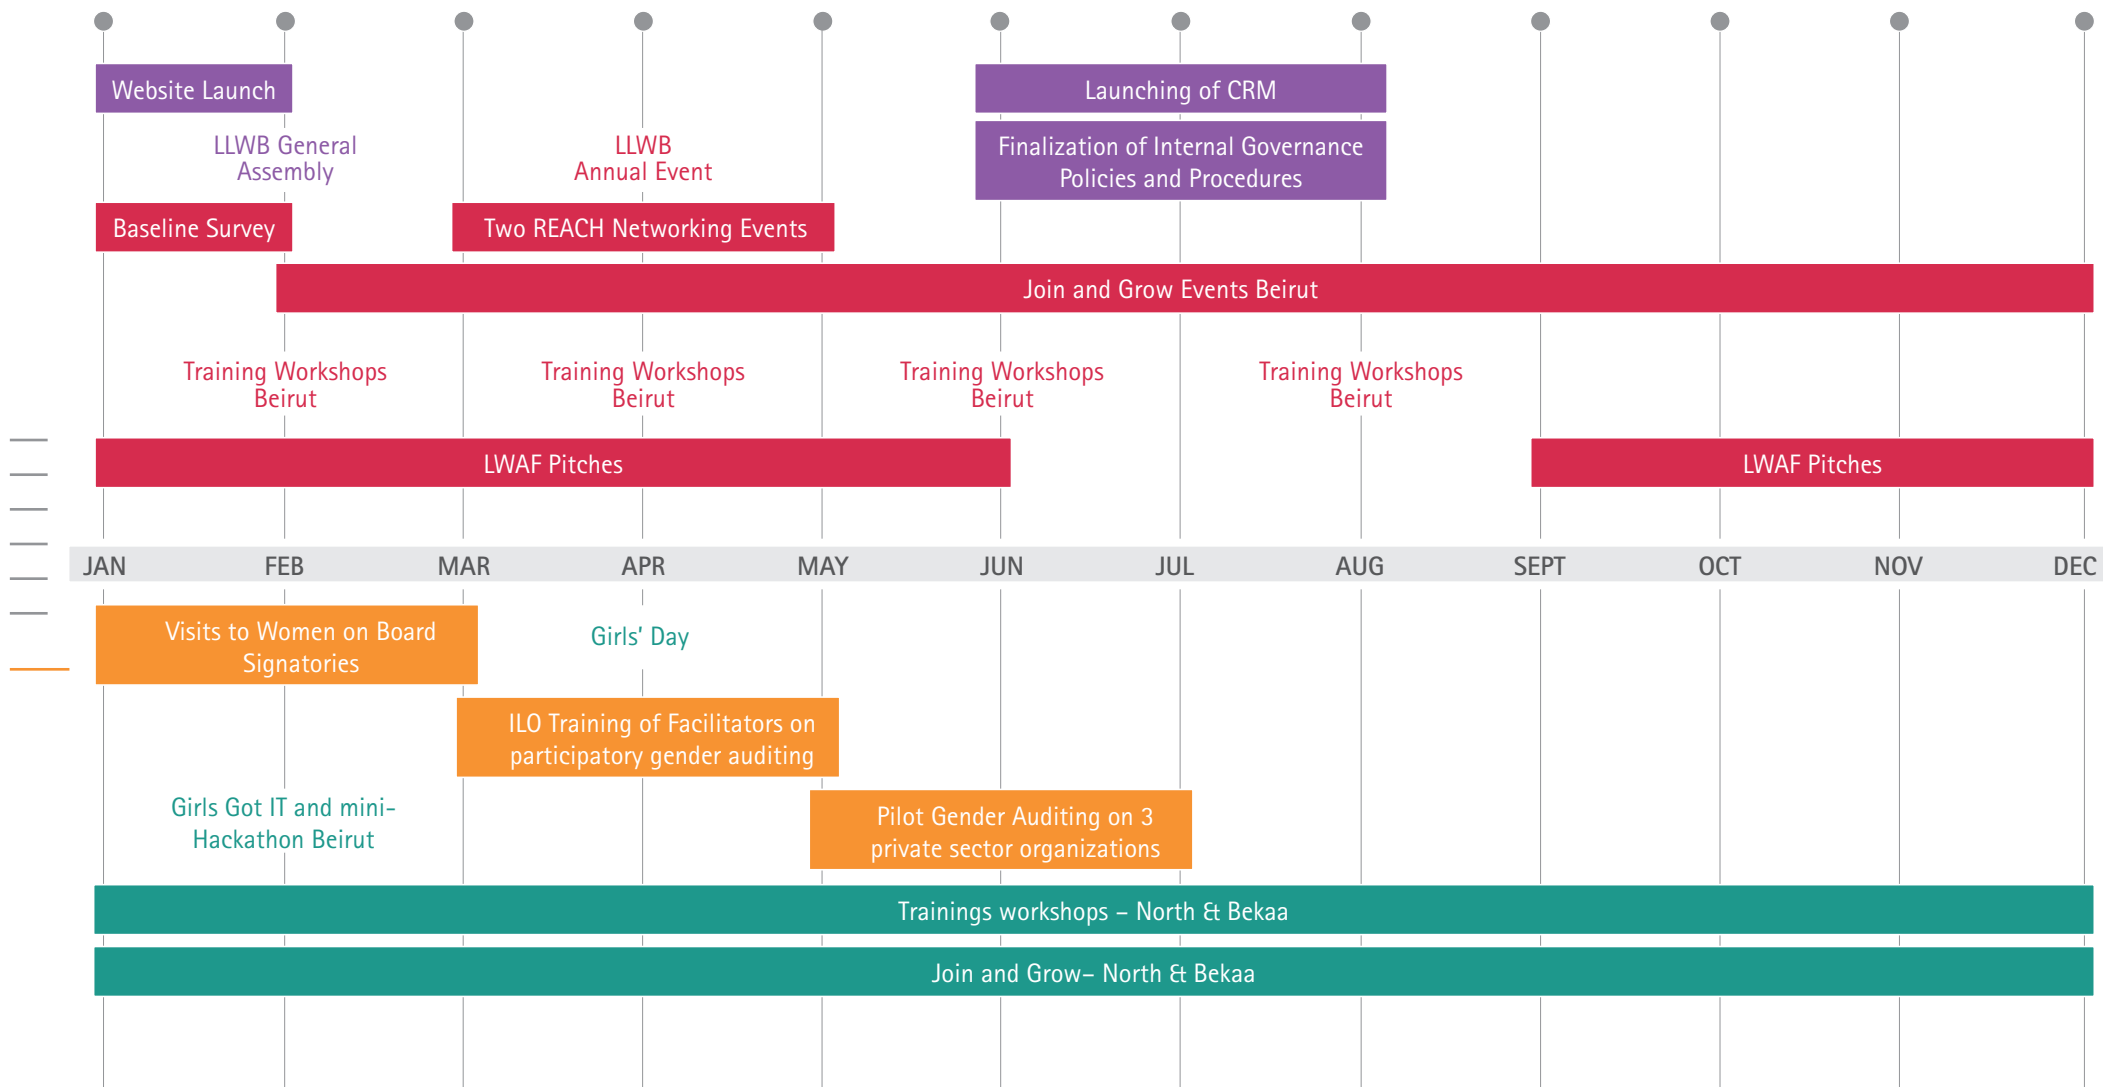 Website Launch
Launching of CRM
LLWB General
Assembly
LLWB
Annual Event
Finalization of Internal Governance
Policies and Procedures
Baseline Survey
Two REACH Networking Events
Join and Grow Events Beirut
Training Workshops
Beirut
Training Workshops
Beirut
Training Workshops
Beirut
Training Workshops
Beirut
LWAF Pitches
LWAF Pitches
JAN FEB MAR APR MAY JUN JUL AUG SEPT OCT NOV DEC
Visits to Women on Board
Signatories
Girls’ Day
ILO Training of Facilitators on
participatory gender auditing
Girls Got IT and mini-
Hackathon Beirut
Pilot Gender Auditing on 3
private sector organizations
Trainings workshops – North & Bekaa
Join and Grow– North & Bekaa